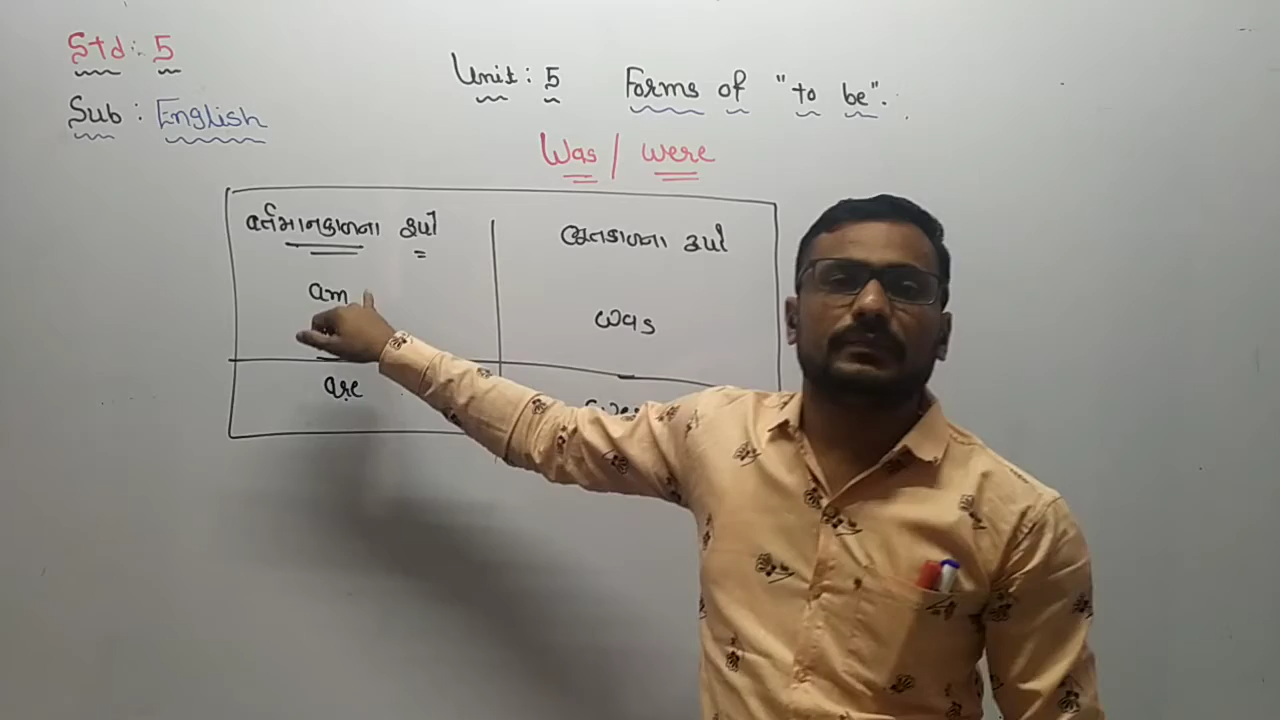 Std : 5
Sub : English
Unit : 5 Forms of "to be".
Was / were
વર્તમાનકાળના રૂપો
ભુતકાળના રૂપો
am
was
are